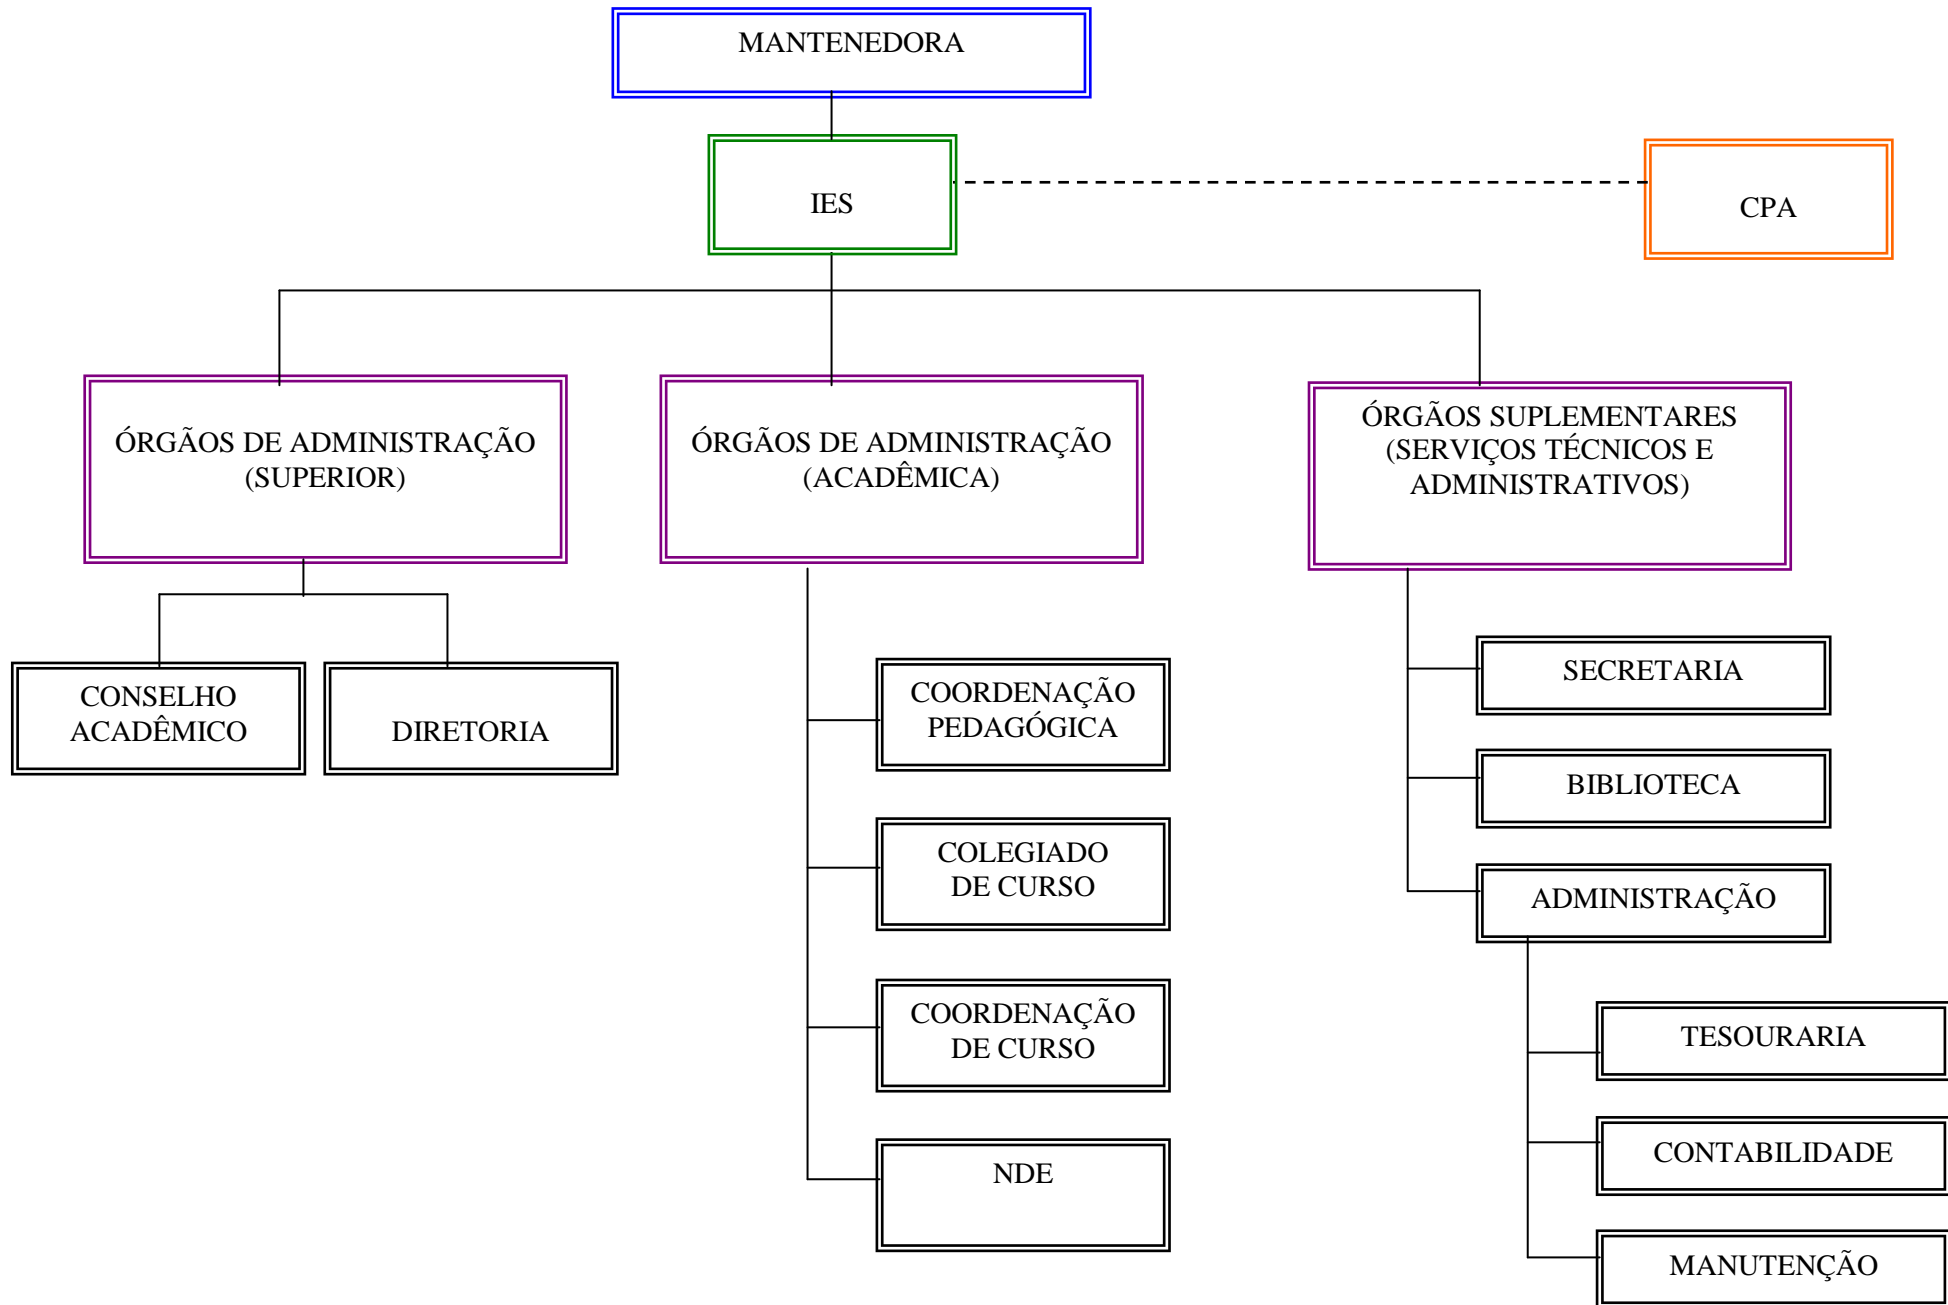 MANTENEDORA
IES
CPA
ÓRGÃOS DE ADMINISTRAÇÃO
(SUPERIOR)
ÓRGÃOS DE ADMINISTRAÇÃO
(ACADÊMICA)
ÓRGÃOS SUPLEMENTARES
(SERVIÇOS TÉCNICOS E
ADMINISTRATIVOS)
CONSELHO
ACADÊMICO
DIRETORIA
COORDENAÇÃO
PEDAGÓGICA
COLEGIADO
DE CURSO
COORDENAÇÃO
DE CURSO
NDE
SECRETARIA
BIBLIOTECA
ADMINISTRAÇÃO
TESOURARIA
CONTABILIDADE
MANUTENÇÃO